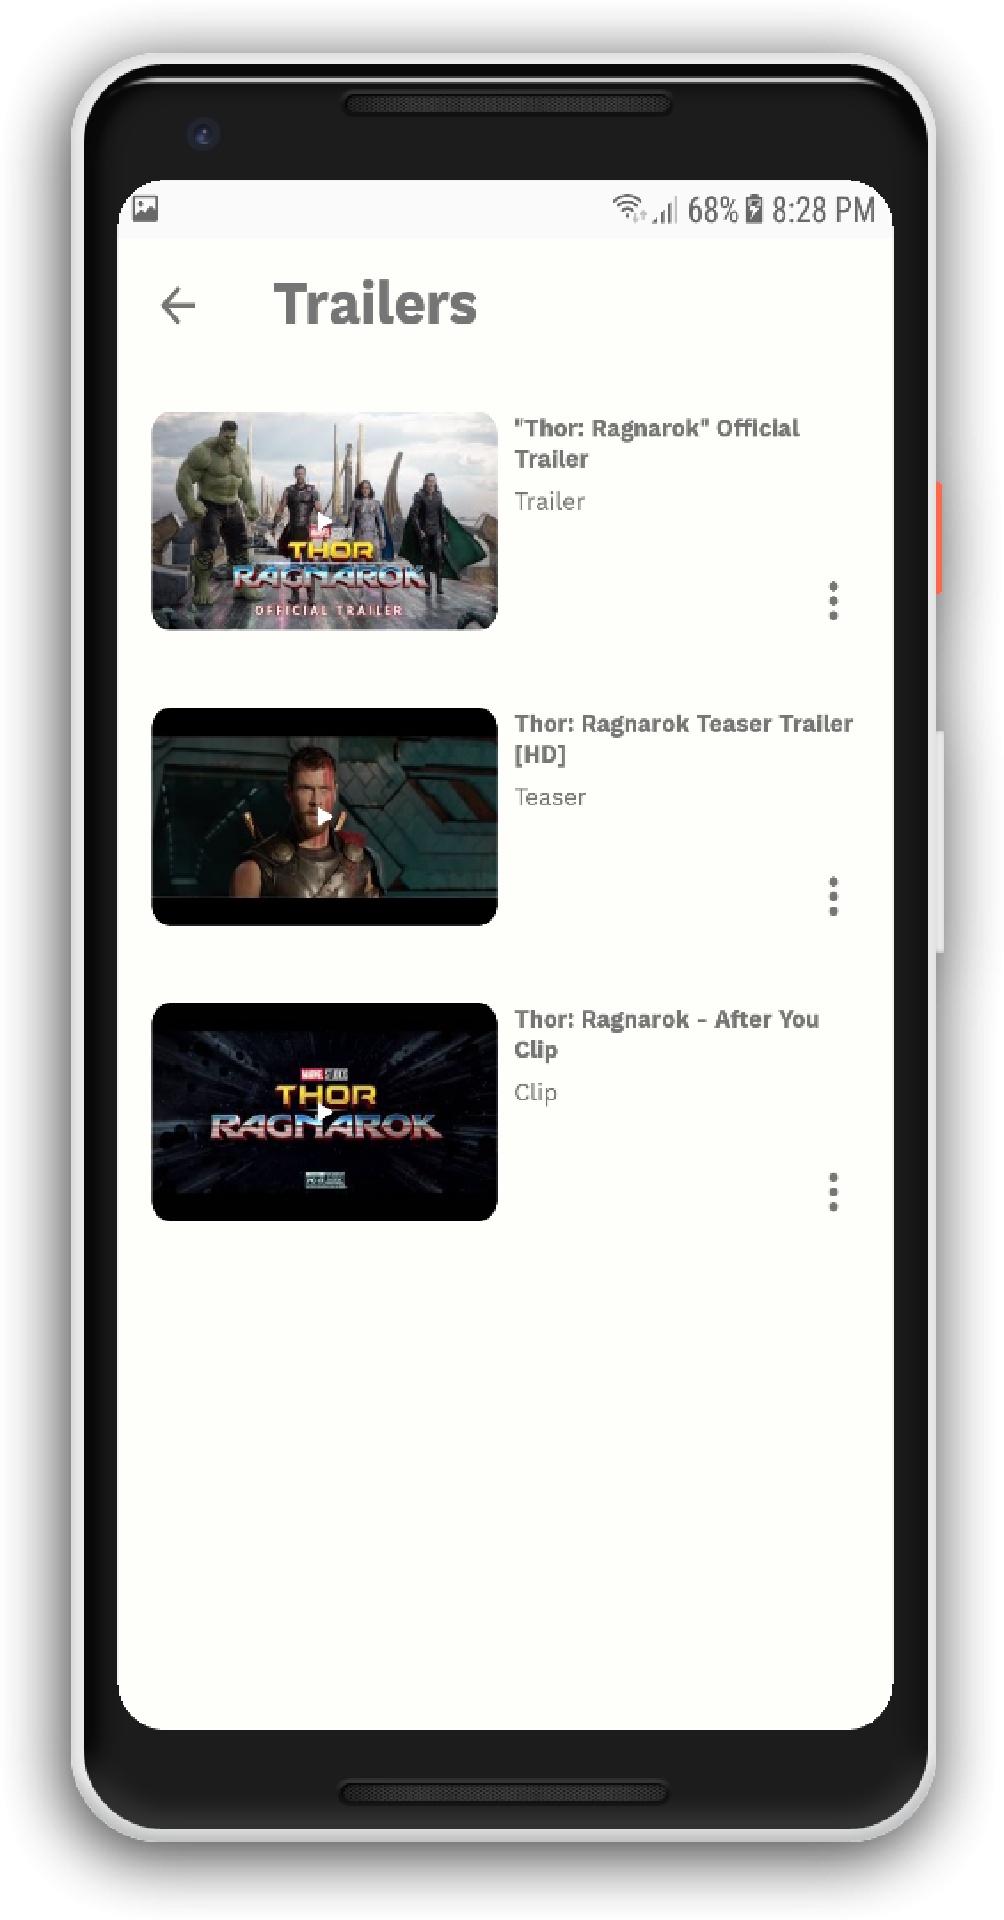 68% 8:28 PM
Trailers
"Thor: Ragnarok" Official
Trailer
Trailer
THOR
RAGNAROK
OFFICIAL TRAILER
Thor: Ragnarok Teaser Trailer
[HD]
Teaser
Thor: Ragnarok - After You
Clip
Clip
MARVEL STUDIOS
THOR
RAGNAROK